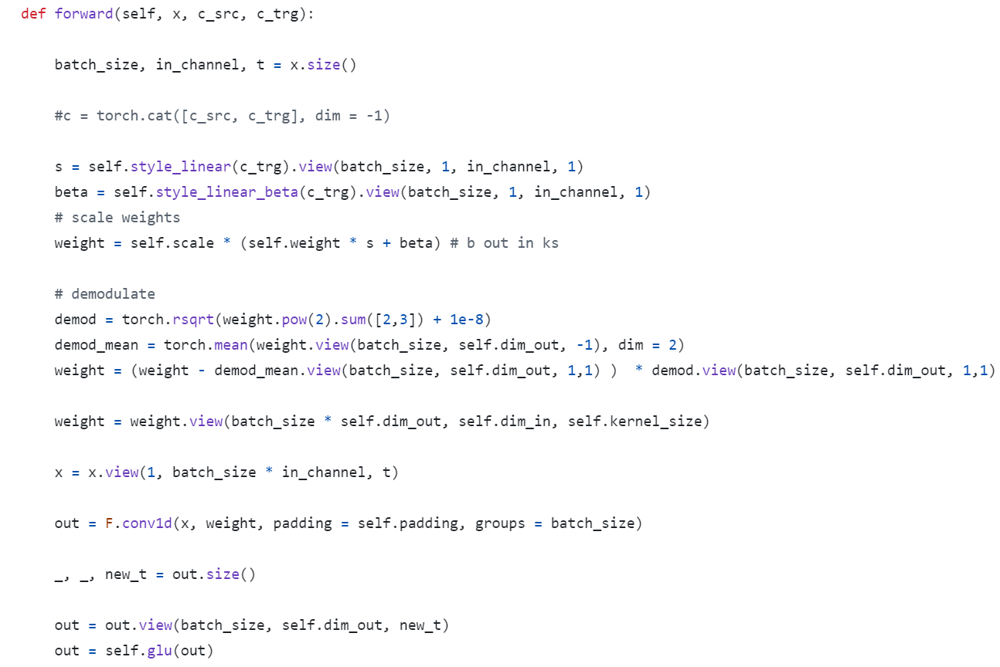 def forward(self, x, c_src, c_trg):
batch_size, in_channel, t = x.size()
#c = torch.cat([c_src, c_trg], dim = -1)
s = self.style_linear(c_trg).view(batch_size, 1, in_channel, 1)
beta = self.style_linear_beta(c_trg).view(batch_size, 1, in_channel, 1)
# scale weights
weight = self.scale * (self.weight * s + beta) # b out in ks
# demodulate
demod = torch.rsqrt(weight.pow(2).sum([2,3]) + 1e-8)
demod_mean = torch.mean(weight.view(batch_size, self.dim_out, -1), dim = 2)
weight = (weight - demod_mean.view(batch_size, self.dim_out, 1,1) )  * demod.view(batch_size, self.dim_out, 1,1)
weight = weight.view(batch_size * self.dim_out, self.dim_in, self.kernel_size)
x = x.view(1, batch_size * in_channel, t)
out = F.conv1d(x, weight, padding = self.padding, groups = batch_size)
_, _, new_t = out.size()
out = out.view(batch_size, self.dim_out, new_t)
out = self.glu(out)